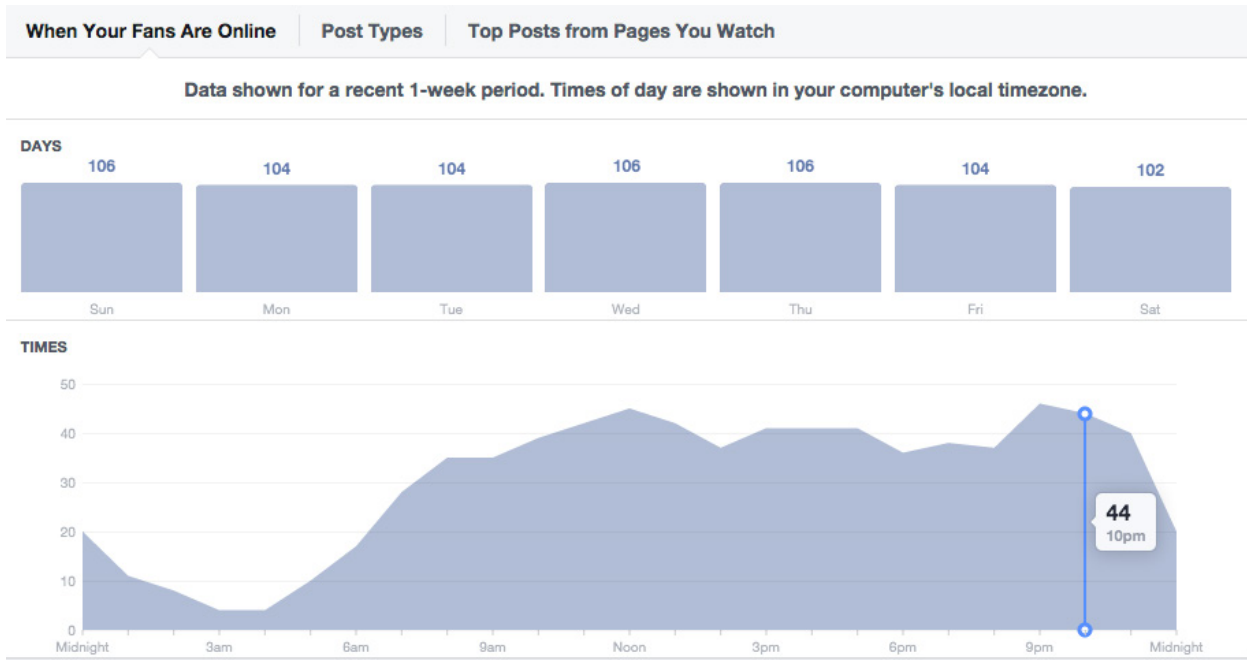 When Your Fans Are Online Post Types Top Posts from Pages You Watch
Data shown for a recent 1-week period. Times of day are shown in your computer's local timezone.
DAYS
106 104 104 106 106 104 102
Sun Mon Tue Wed Thu Fri Sat
TIMES
50
40
30
20
10
0
44
10pm
Midnight 3am 6am 9am Noon 3pm 6pm 9pm Midnight